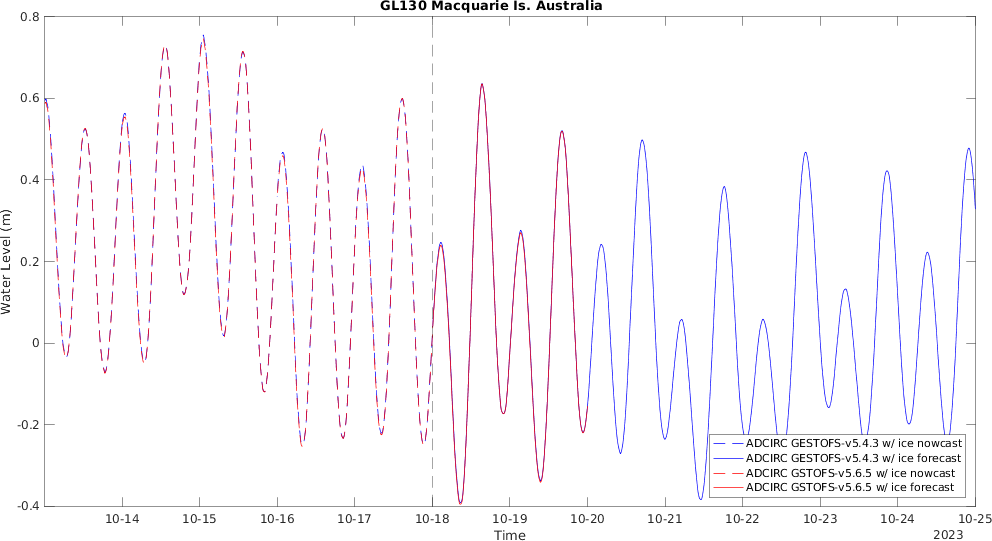 GL130 Macquarie Is. Australia
0.8
0.6
0.4
0.2
0
-0.2
-0.4
Water Level (m)
ADCIRC GESTOFS-v5.4.3 w/ ice nowcast
ADCIRC GESTOFS-v5.4.3 w/ ice forecast
ADCIRC GSTOFS-v5.6.5 w/ ice nowcast
ADCIRC GSTOFS-v5.6.5 w/ ice forecast
10-14 10-15 10-16 10-17 10-18 10-19 10-20 10-21 10-22 10-23 10-24 10-25
Time
2023